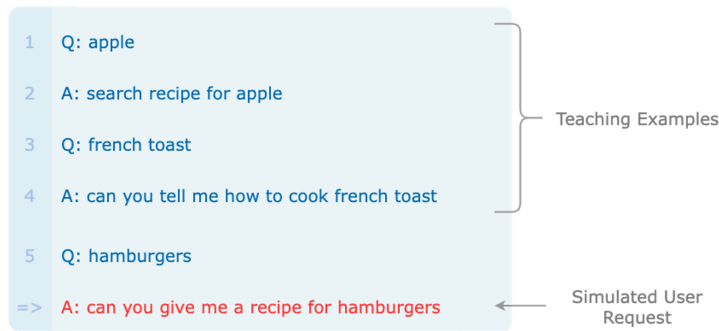 1 Q: apple
2 A: search recipe for apple
3 Q: french toast
4 A: can you tell me how to cook french toast
5 Q: hamburgers
=> A: can you give me a recipe for hamburgers
Teaching Examples
Simulated User
Request